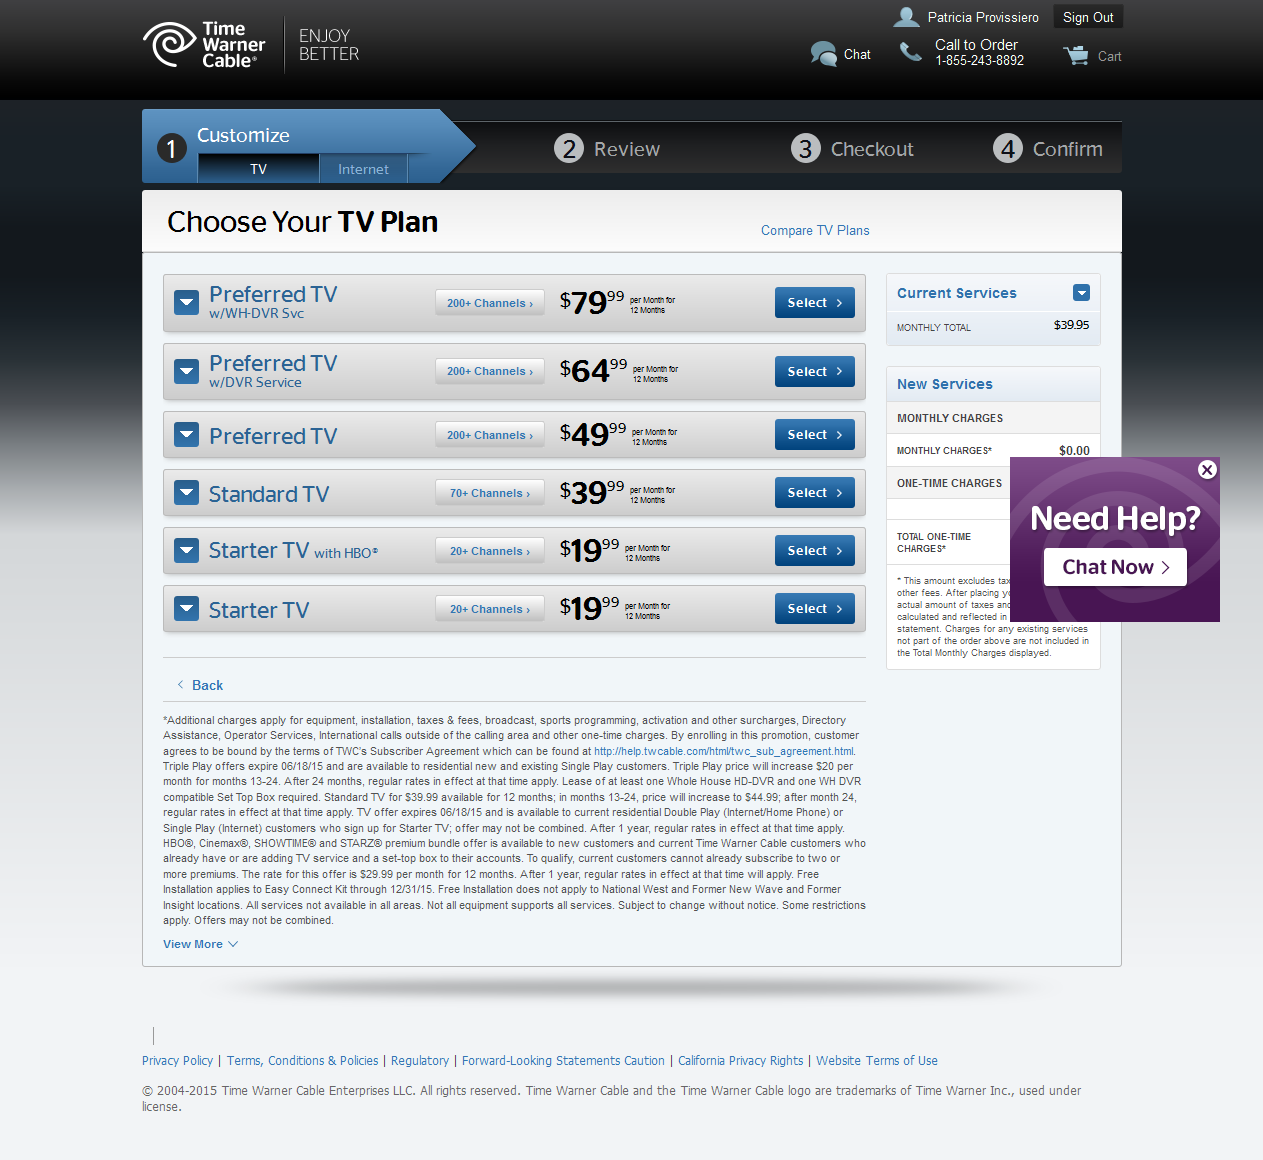 Time
Warner
Cable®
ENJOY
BETTER
Patricia Provissiero
Sign Out
Chat
Call to Order
1-855-243-8892
Cart
1
Customize
TV
Internet
2 Review
3 Checkout
4 Confirm
Choose Your TV Plan
Compare TV Plans
Preferred TV
w/WH-DVR Svc
200+ Channels ›
$79 99 per Month for
12 Months
Select
Preferred TV
w/DVR Service
200+ Channels ›
$64 99 per Month for
12 Months
Select
Preferred TV
200+ Channels ›
$49 99 per Month for
12 Months
Select
Standard TV
70+ Channels ›
$39 99 per Month for
12 Months
Select
Starter TV with HBO®
20+ Channels ›
$19 99 per Month for
12 Months
Select
Starter TV
20+ Channels ›
$19 99 per Month for
12 Months
Select
Current Services
MONTHLY TOTAL $39.95
New Services
MONTHLY CHARGES
MONTHLY CHARGES* $0.00
ONE-TIME CHARGES
TOTAL ONE-TIME
CHARGES*
* This amount excludes tax
other fees. After placing yo
actual amount of taxes and
calculated and reflected in
statement. Charges for any existing services
not part of the order above are not included in
the Total Monthly Charges displayed.
Need Help?
Chat Now >
Back
*Additional charges apply for equipment, installation, taxes & fees, broadcast, sports programming, activation and other surcharges, Directory
Assistance, Operator Services, International calls outside of the calling area and other one-time charges. By enrolling in this promotion, customer
agrees to be bound by the terms of TWC's Subscriber Agreement which can be found at http://help.twcable.com/html/twc_sub_agreement.html.
Triple Play offers expire 06/18/15 and are available to residential new and existing Single Play customers. Triple Play price will increase $20 per
month for months 13-24. After 24 months, regular rates in effect at that time apply. Lease of at least one Whole House HD-DVR and one WH DVR
compatible Set Top Box required. Standard TV for $39.99 available for 12 months; in months 13-24, price will increase to $44.99; after month 24,
regular rates in effect at that time apply. TV offer expires 06/18/15 and is available to current residential Double Play (Internet/Home Phone) or
Single Play (Internet) customers who sign up for Starter TV; offer may not be combined. After 1 year, regular rates in effect at that time apply.
HBO®, Cinemax®, SHOWTIME® and STARZ® premium bundle offer is available to new customers and current Time Warner Cable customers who
already have or are adding TV service and a set-top box to their accounts. To qualify, current customers cannot already subscribe to two or
more premiums. The rate for this offer is $29.99 per month for 12 months. After 1 year, regular rates in effect at that time will apply. Free
Installation applies to Easy Connect Kit through 12/31/15. Free Installation does not apply to National West and Former New Wave and Former
Insight locations. All services not available in all areas. Not all equipment supports all services. Subject to change without notice. Some restrictions
apply. Offers may not be combined.
View More
Privacy Policy | Terms, Conditions & Policies | Regulatory | Forward-Looking Statements Caution | California Privacy Rights | Website Terms of Use
© 2004-2015 Time Warner Cable Enterprises LLC. All rights reserved. Time Warner Cable and the Time Warner Cable logo are trademarks of Time Warner Inc., used under
license.